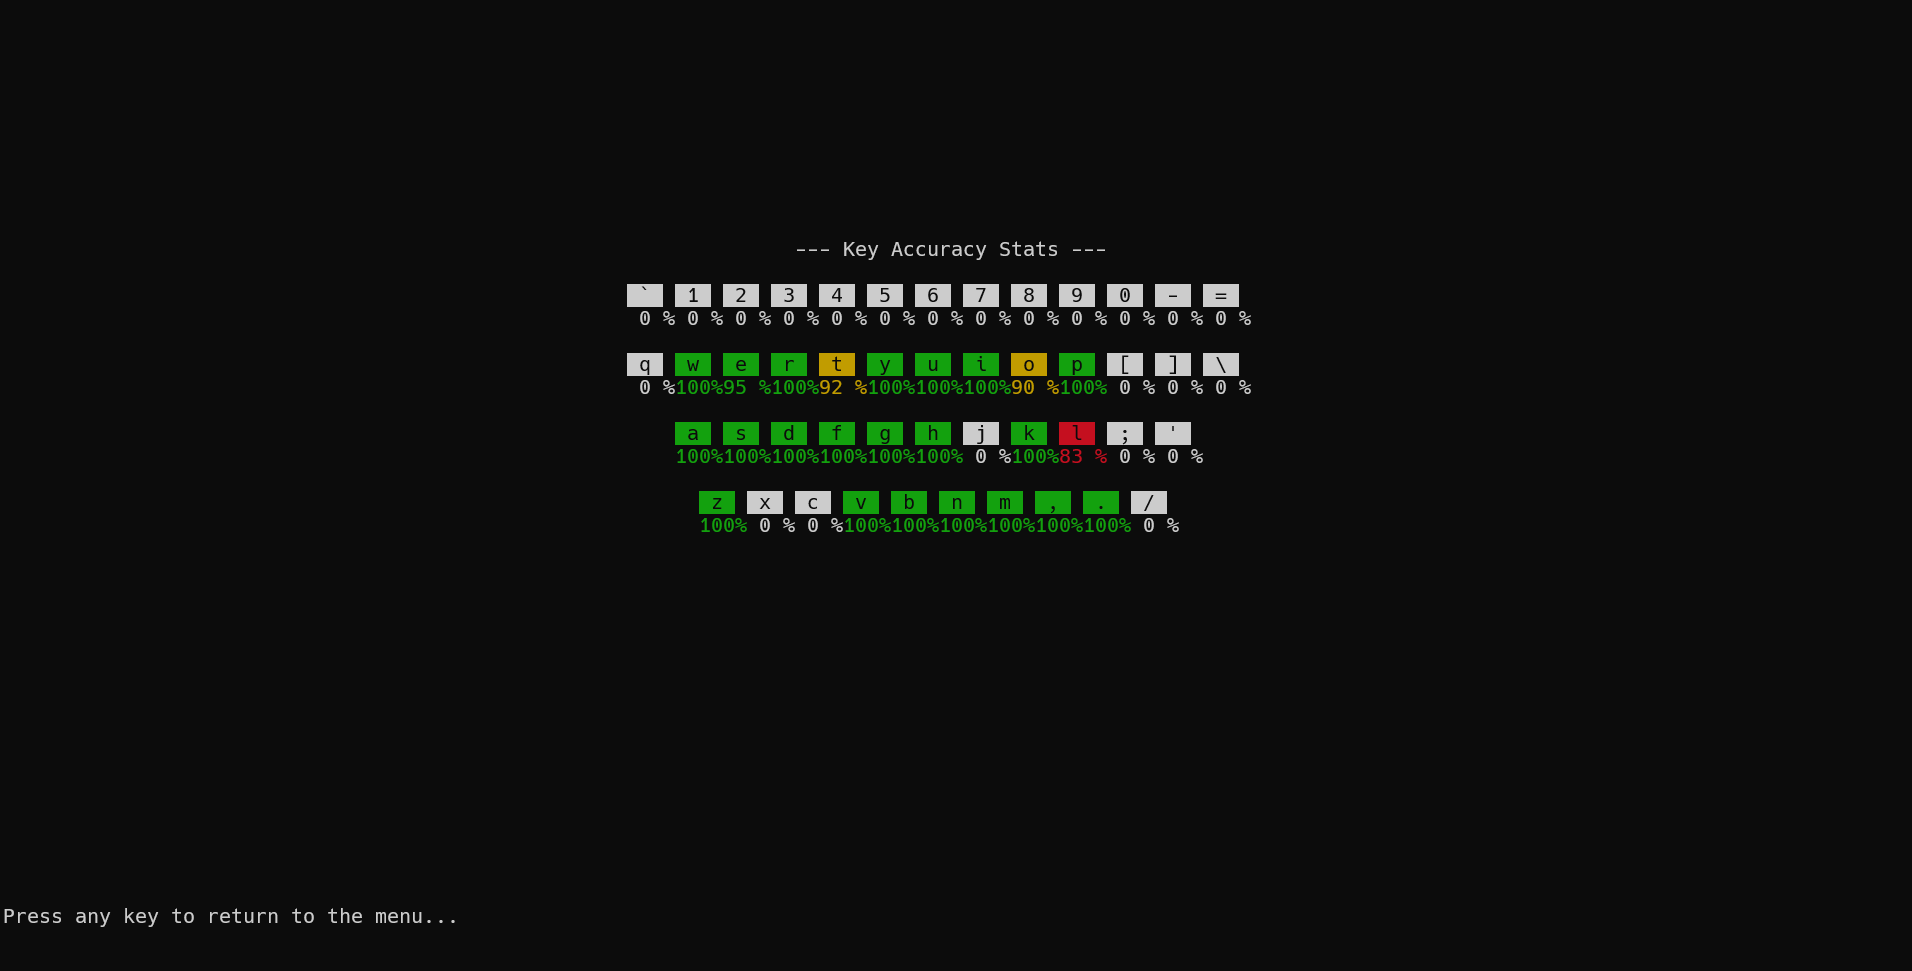 --- Key Accuracy Stats ---
` 1 2 3 4 5 6 7 8 9 0 - =
0 % 0 % 0 % 0 % 0 % 0 % 0 % 0 % 0 % 0 % 0 % 0 % 0 %
q w e r t y u i o p [ ] \
0 %100%95 %100%92 %100%100%100%90 %100% 0 % 0 % 0 %
a s d f g h j k l ; '
100%100%100%100%100%100% 0 %100%83 % 0 % 0 %
z x c v b n m , . /
100% 0 % 0 %100%100%100%100%100%100% 0 %
Press any key to return to the menu...